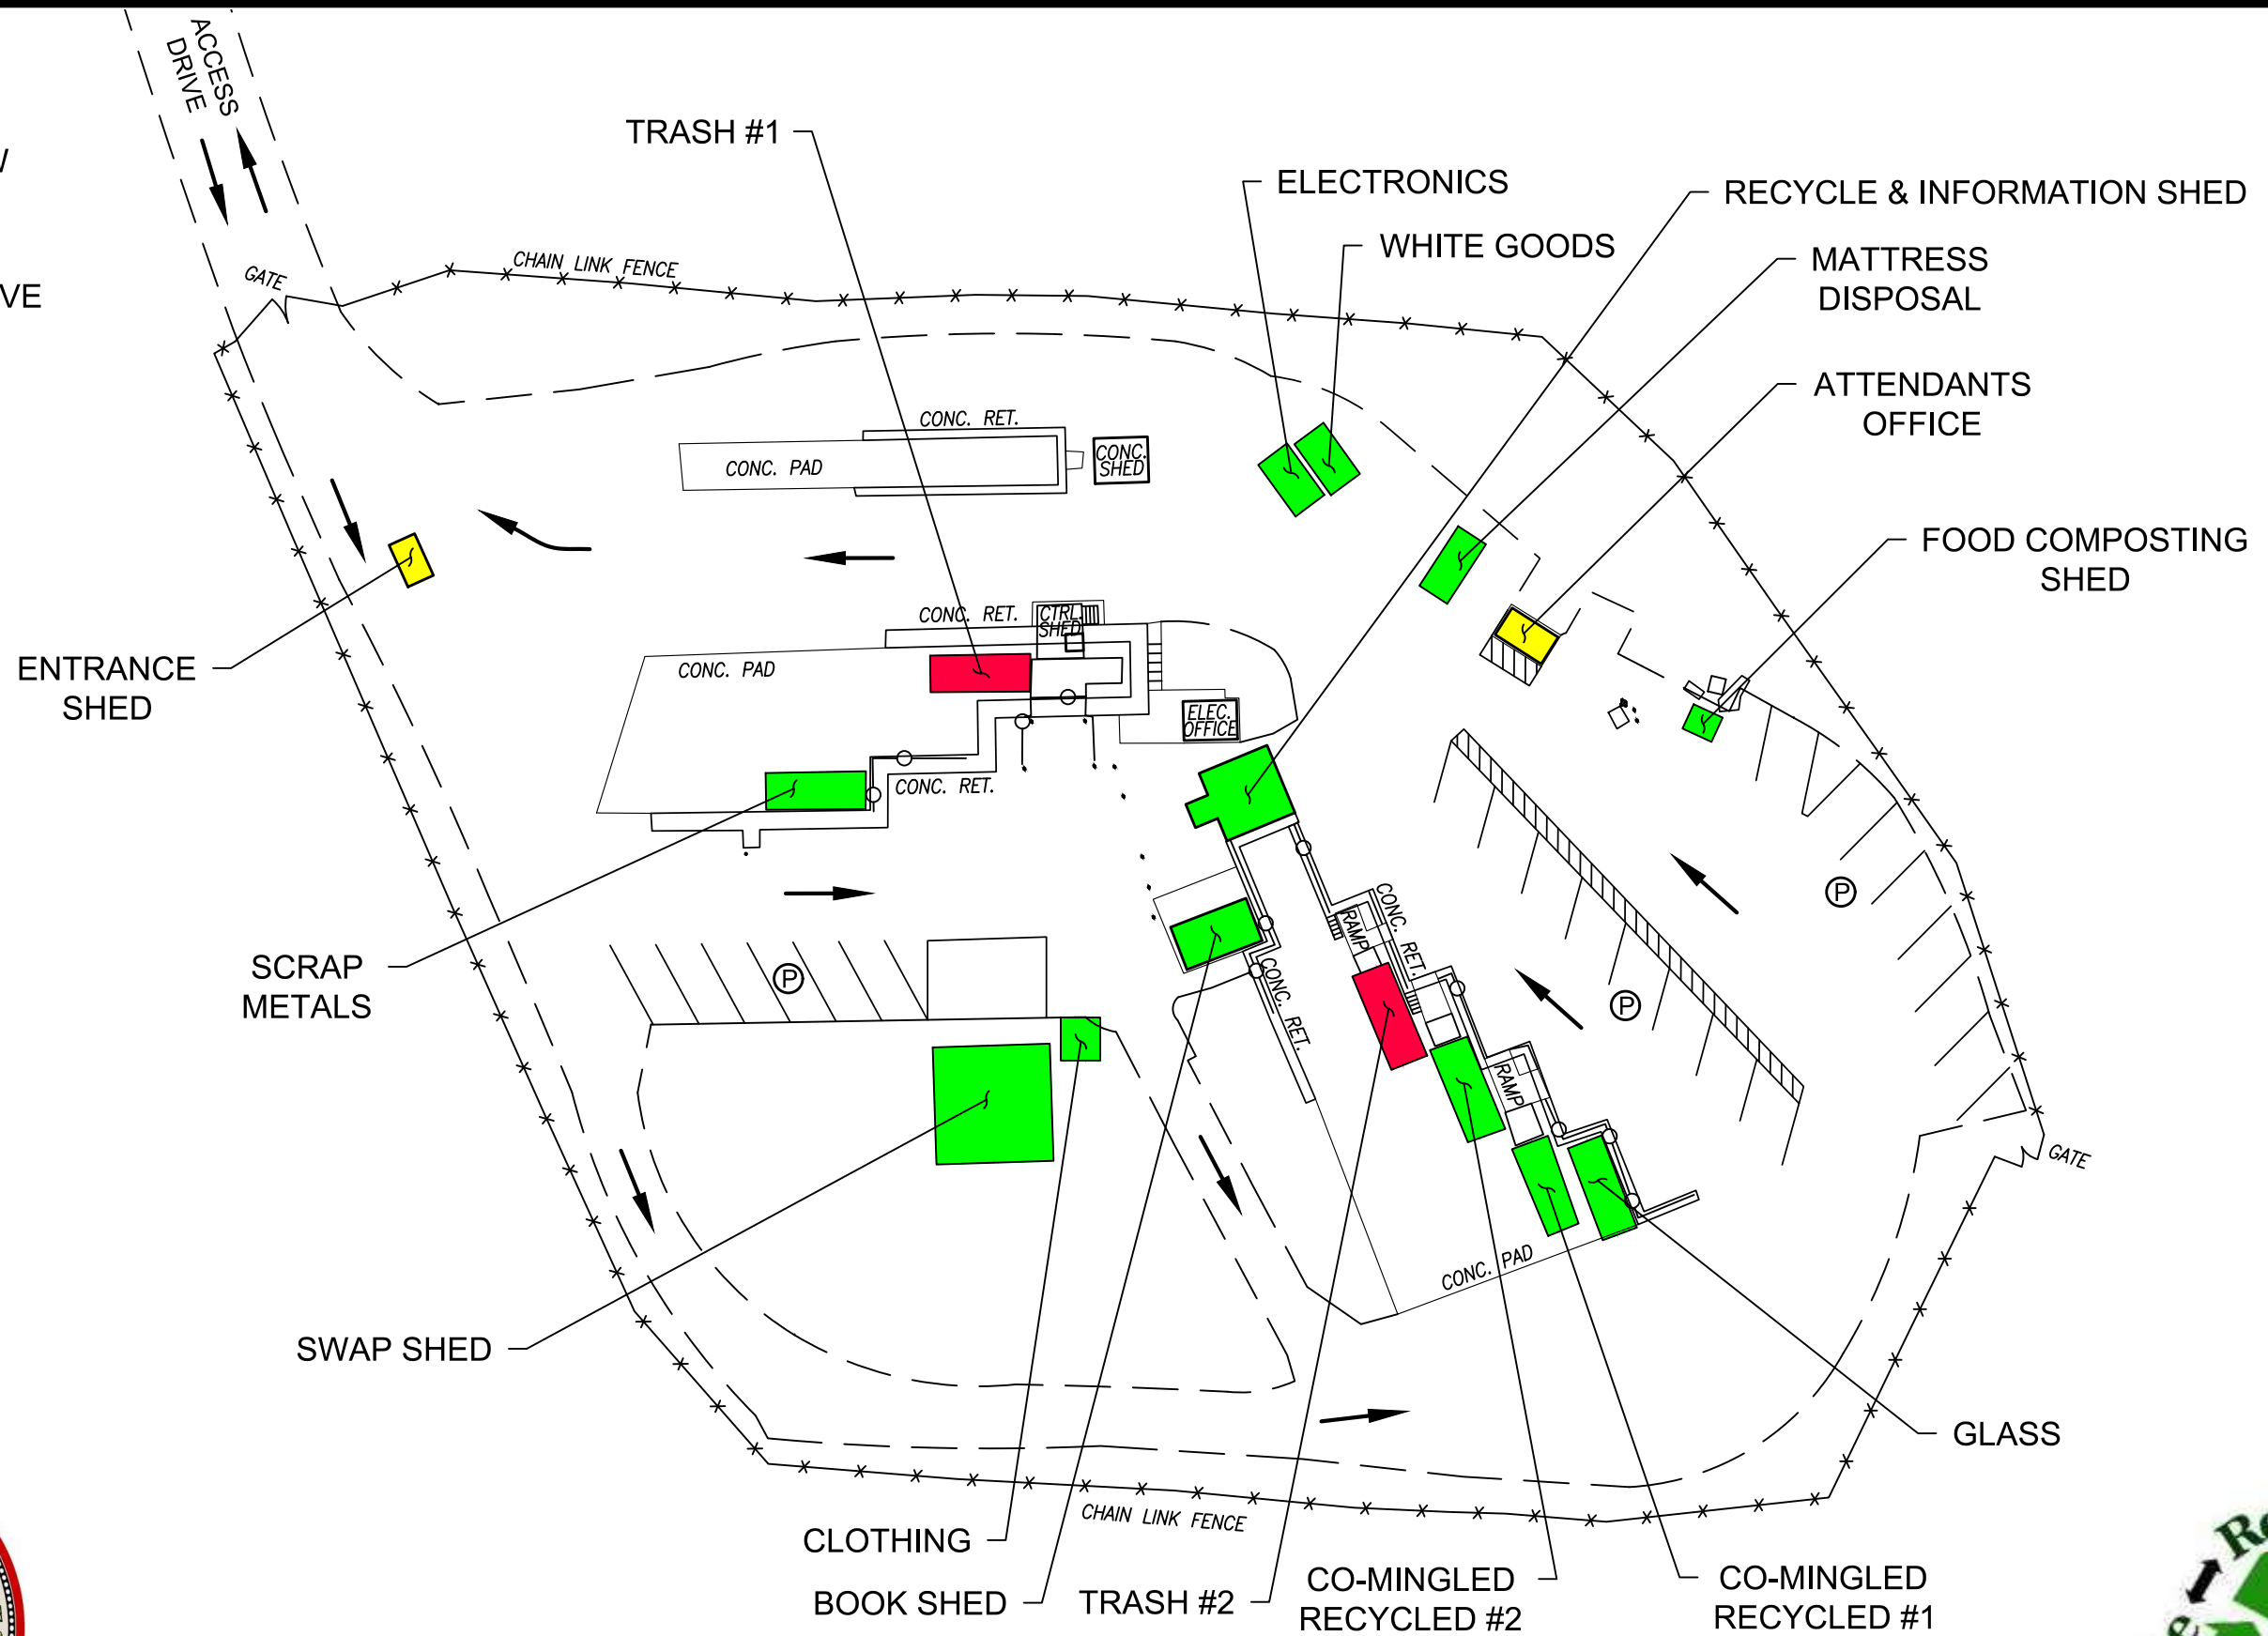 ACCESS
DRIVE
VE
TRASH #1
ELECTRONICS
WHITE GOODS
RECYCLE & INFORMATION SHED
MATTRESS
DISPOSAL
ATTENDANTS
OFFICE
FOOD COMPOSTING
SHED
GATE
CHAIN LINK FENCE
CONC. RET.
CONC. PAD
CONC.
SHED
CONC. RET.
CTRL.
SHED
CONC. PAD
ENTRANCE
SHED
ELEC.
OFFICE
CONC. RET.
SCRAP
METALS
P
P
P
CONC. RET.
RAMP
CONC. RET.
RAMP
GATE
CONC. PAD
SWAP SHED
GLASS
CHAIN LINK FENCE
CLOTHING
BOOK SHED
TRASH #2
CO-MINGLED
RECYCLED #2
CO-MINGLED
RECYCLED #1